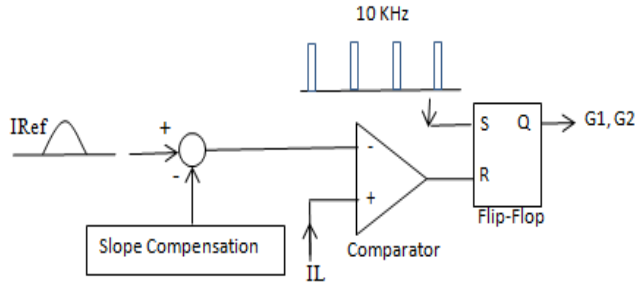 10 KHz
IRef
+
-
Slope Compensation
-
+
IL
Comparator
S Q
R
Flip-Flop
G1, G2